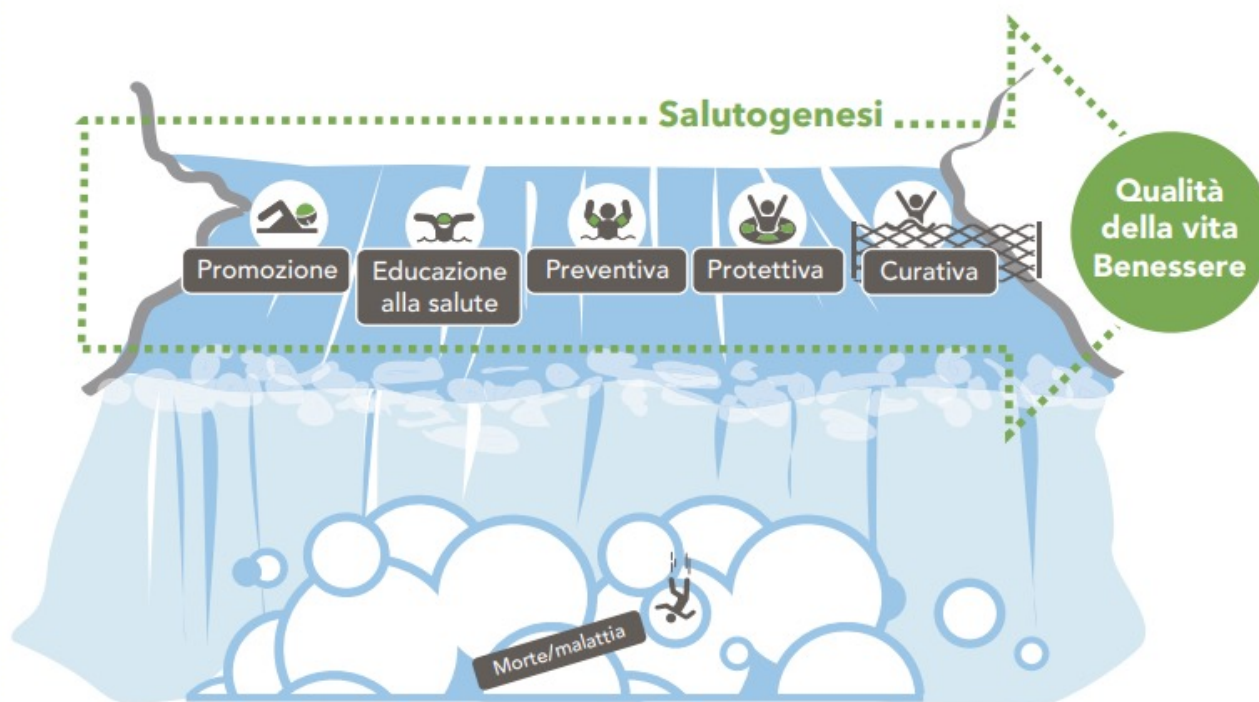 Salutogenesi
Qualità
della vita
Benessere
Promozione
Educazione
alla salute
Preventiva
Protettiva
Curativa
Morte/malattia